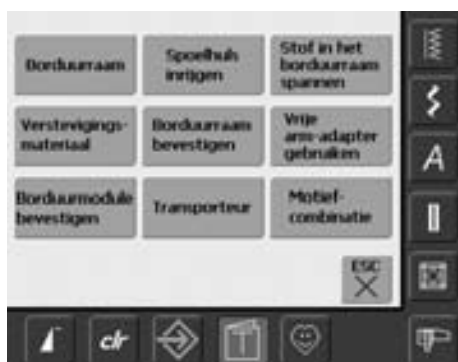 Borduurraam
Spoelhuls
inrijgen
Stof in het
borduurraam
spannen
Verstevigings-
materiaal
Borduurraam
bevestigen
Vrije
arm-adapter
gebruiken
Borduurmodule
bevestigen
Transporteur
Motief-
combinatie
ESC
A
clr